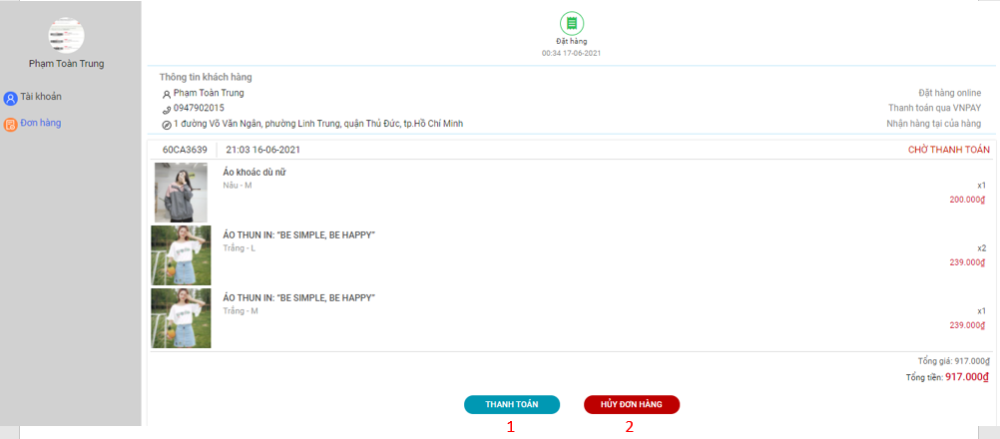 Phạm Toàn Trung
Tài khoản
Đơn hàng
Đặt hàng
00:34 17-06-2021
Thông tin khách hàng
Phạm Toàn Trung
Đặt hàng online
0947902015
Thanh toán qua VNPAY
1 đường Võ Văn Ngân, phường Linh Trung, quận Thủ Đức, tp.Hồ Chí Minh
Nhận hàng tại cửa hàng
60CA3639 21:03 16-06-2021 CHỜ THANH TOÁN
Áo khoác dù nữ
Nâu - M
x1
200.000₫
ÁO THUN IN: “BE SIMPLE, BE HAPPY”
Trắng - L
x2
239.000₫
ÁO THUN IN: “BE SIMPLE, BE HAPPY”
Trắng - M
x1
239.000₫
Tổng giá: 917.000₫
Tổng tiền: 917.000₫
THANH TOÁN HỦY ĐƠN HÀNG
1 2